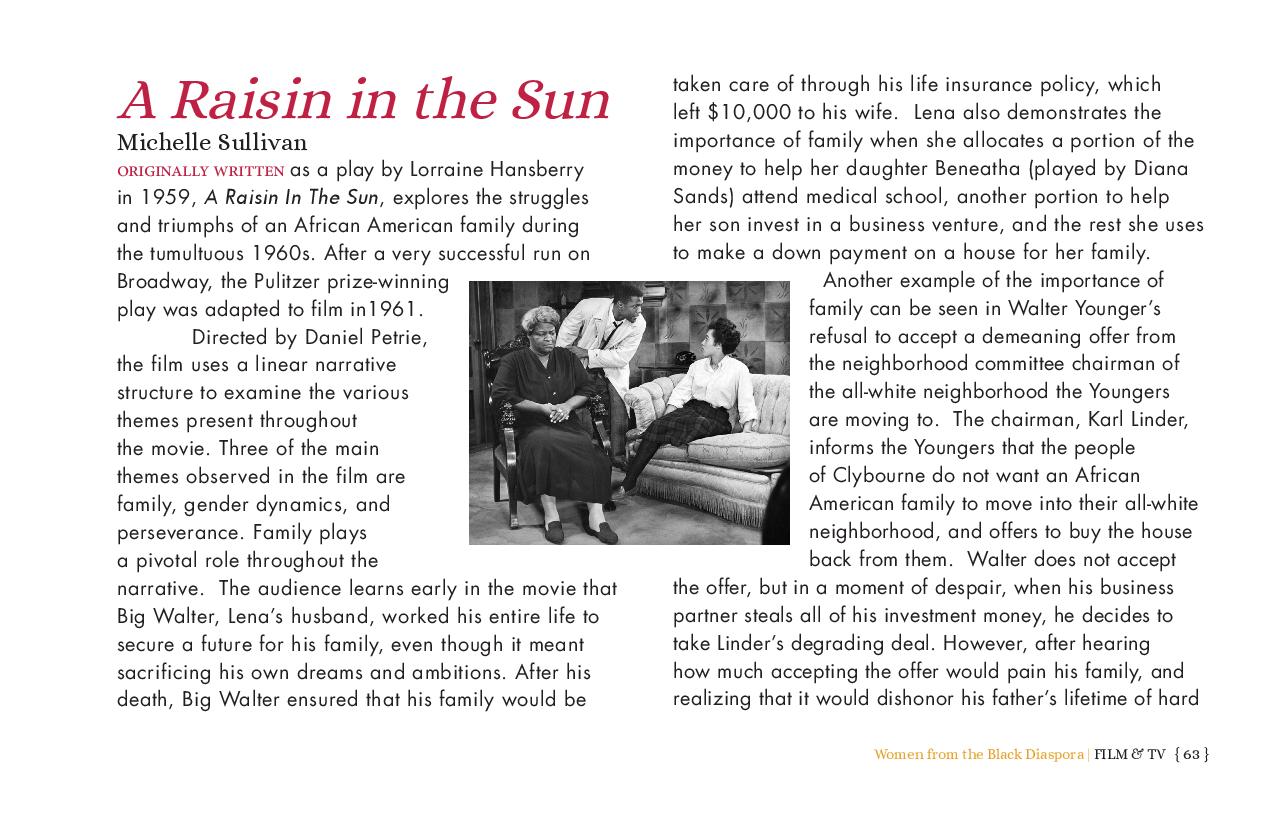 A Raisin in the Sun
Michelle Sullivan
ORIGINALLY WRITTEN as a play by Lorraine Hansberry
in 1959, A Raisin In The Sun, explores the struggles
and triumphs of an African American family during
the tumultuous 1960s. After a very successful run on
Broadway, the Pulitzer prize-winning
play was adapted to film in1961.
Directed by Daniel Petrie,
the film uses a linear narrative
structure to examine the various
themes present throughout
the movie. Three of the main
themes observed in the film are
family, gender dynamics, and
perseverance. Family plays
a pivotal role throughout the
narrative.  The audience learns early in the movie that
Big Walter, Lena’s husband, worked his entire life to
secure a future for his family, even though it meant
sacrificing his own dreams and ambitions. After his
death, Big Walter ensured that his family would be
taken care of through his life insurance policy, which
left $10,000 to his wife.  Lena also demonstrates the
importance of family when she allocates a portion of the
money to help her daughter Beneatha (played by Diana
Sands) attend medical school, another portion to help
her son invest in a business venture, and the rest she uses
to make a down payment on a house for her family.
Another example of the importance of
family can be seen in Walter Younger’s
refusal to accept a demeaning offer from
the neighborhood committee chairman of
the all-white neighborhood the Youngers
are moving to.  The chairman, Karl Linder,
informs the Youngers that the people
of Clybourne do not want an African
American family to move into their all-white
neighborhood, and offers to buy the house
back from them.  Walter does not accept
the offer, but in a moment of despair, when his business
partner steals all of his investment money, he decides to
take Linder’s degrading deal. However, after hearing
how much accepting the offer would pain his family, and
realizing that it would dishonor his father’s lifetime of hard
Women from the Black Diaspora | FILM & TV { 63 }